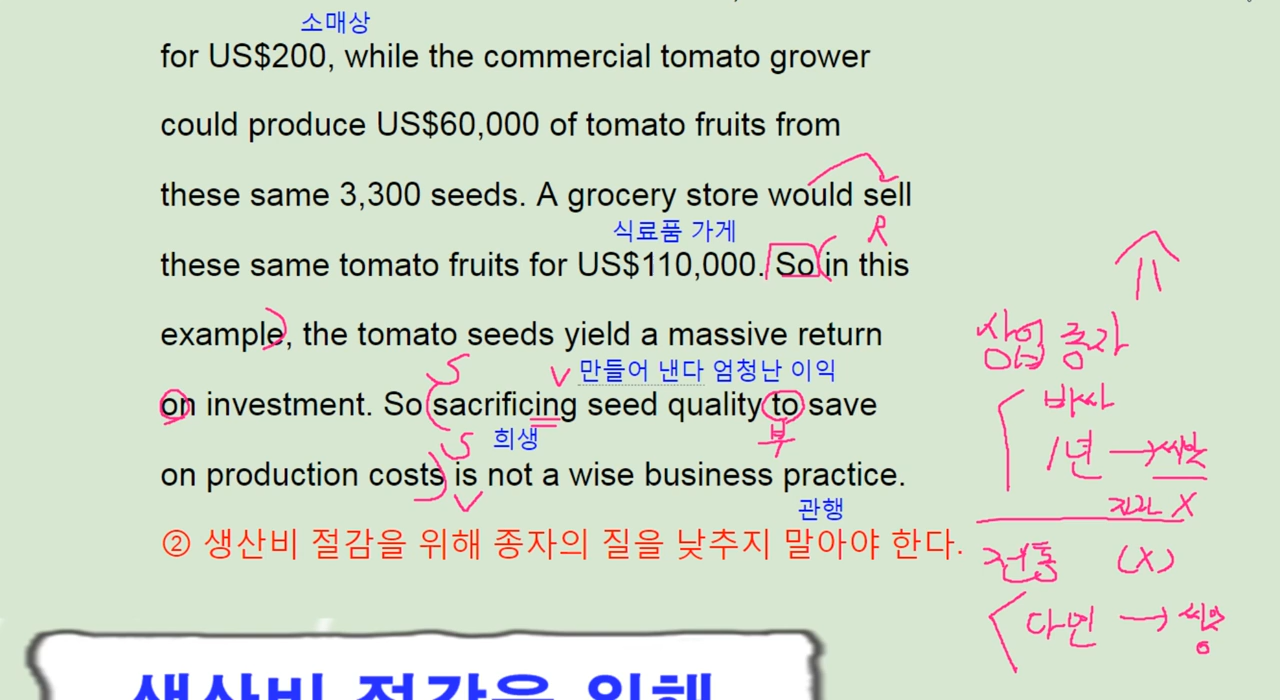 소매상
for US$200, while the commercial tomato grower
could produce US$60,000 of tomato fruits from
these same 3,300 seeds. A grocery store would sell
식료품 가게 R
these same tomato fruits for US$110,000. So in this
example, the tomato seeds yield a massive return
상업 종자
S V 만들어 낸다 엄청난 이익
on investment. So sacrificing seed quality to save
비싸
S 희생 부
1년 → 씨앗
on production costs is not a wise business practice.
V 관행
X
② 생산비 절감을 위해 종자의 질을 낮추지 말아야 한다.
전통 (X)
다년 →
생산비 절감을 위해